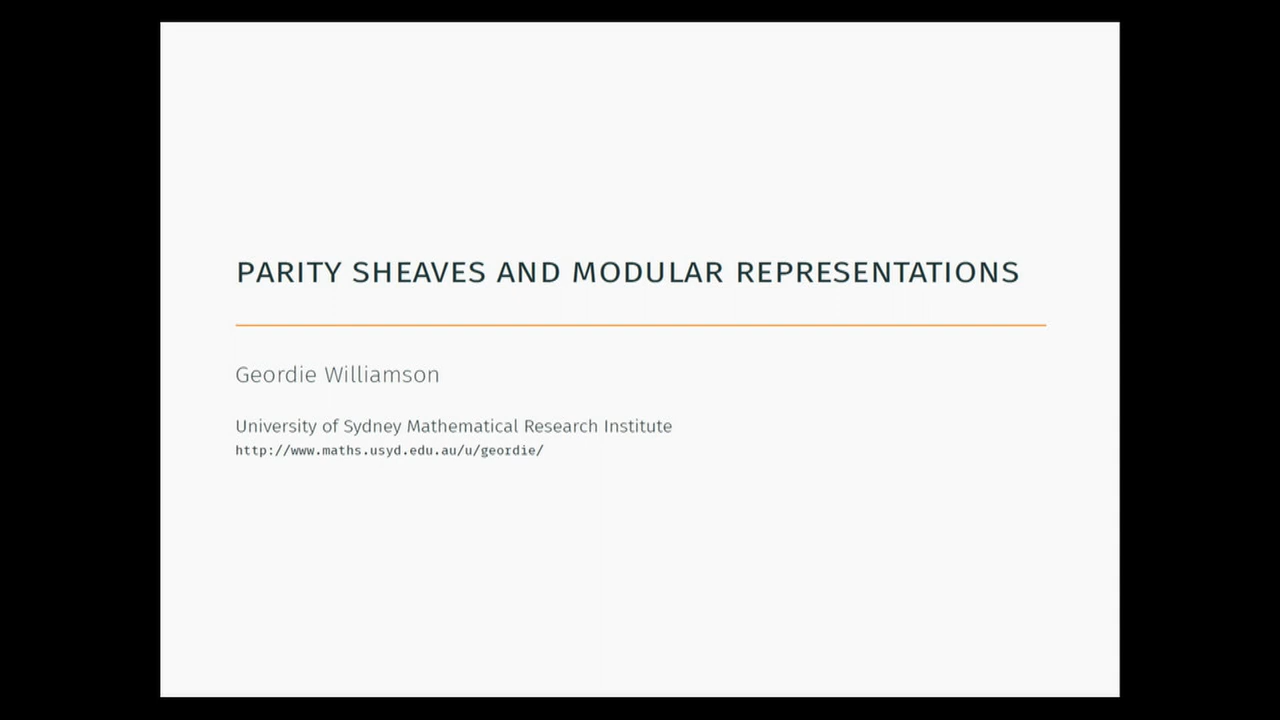 PARITY SHEAVES AND MODULAR REPRESENTATIONS
Geordie Williamson
University of Sydney Mathematical Research Institute
http://www.maths.usyd.edu.au/u/geordie/